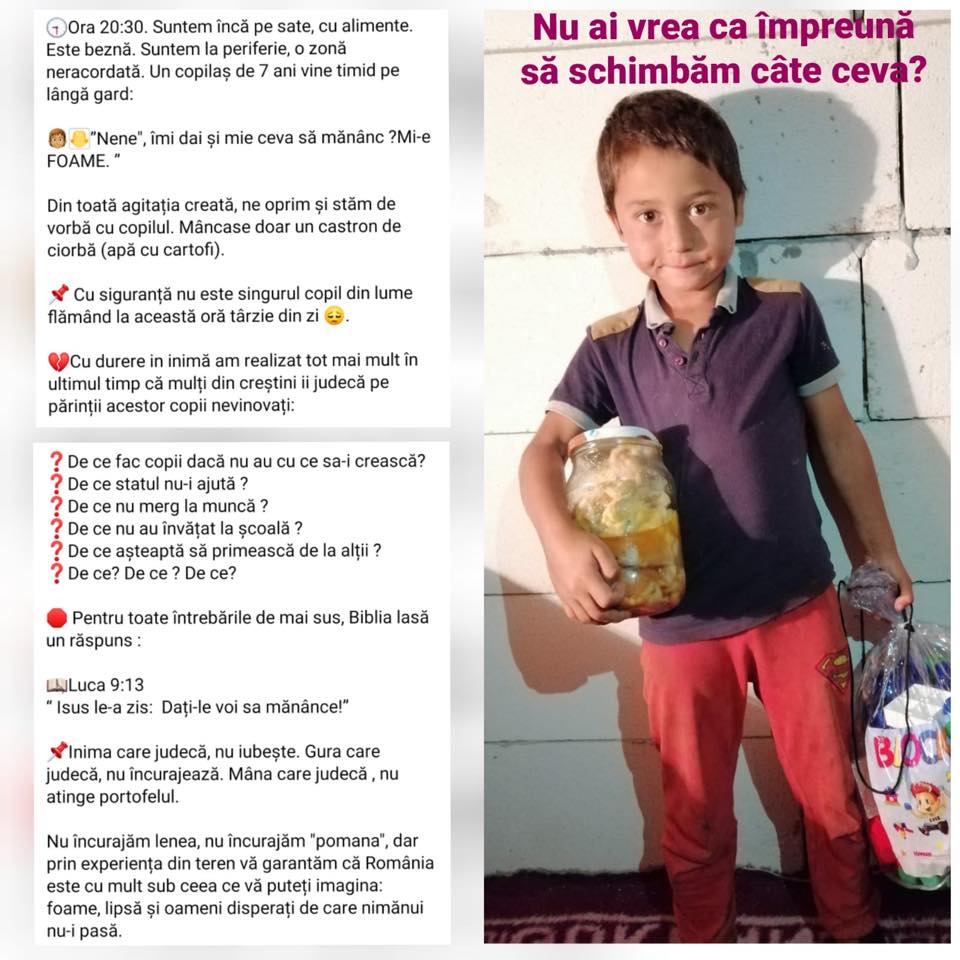 Ora 20:30. Suntem încă pe sate, cu alimente.
Este beznă. Suntem la periferie, o zonă
neracordată. Un copilaș de 7 ani vine timid pe
lângă gard:
"Nene", îmi dai și mie ceva să mănânc ?Mi-e
FOAME. ”
Din toată agitația creată, ne oprim și stăm de
vorbă cu copilul. Mâncase doar un castron de
ciorbă (apă cu cartofi).
Cu siguranță nu este singurul copil din lume
flămând la această oră târzie din zi 😔.
Cu durere in inimă am realizat tot mai mult în
ultimul timp că mulți din creștini ii judecă pe
părinții acestor copii nevinovați:
❓De ce fac copii dacă nu au cu ce sa-i crească?
❓De ce statul nu-i ajută ?
❓De ce nu merg la muncă ?
❓De ce nu au învățat la școală ?
❓De ce așteaptă să primească de la alții ?
❓De ce? De ce ? De ce?
🛑 Pentru toate întrebările de mai sus, Biblia lasă
un răspuns :
📖Luca 9:13
“ Isus le-a zis:  Dați-le voi sa mănânce!”
📌Inima care judecă, nu iubește. Gura care
judecă, nu încurajează. Mâna care judecă , nu
atinge portofelul.
Nu încurajăm lenea, nu încurajăm "pomana", dar
prin experiența din teren vă garantăm că România
este cu mult sub ceea ce vă puteți imagina:
foame, lipsă și oameni disperați de care nimănui
nu-i pasă.
Nu ai vrea ca împreună
să schimbăm câte ceva?
BLOC